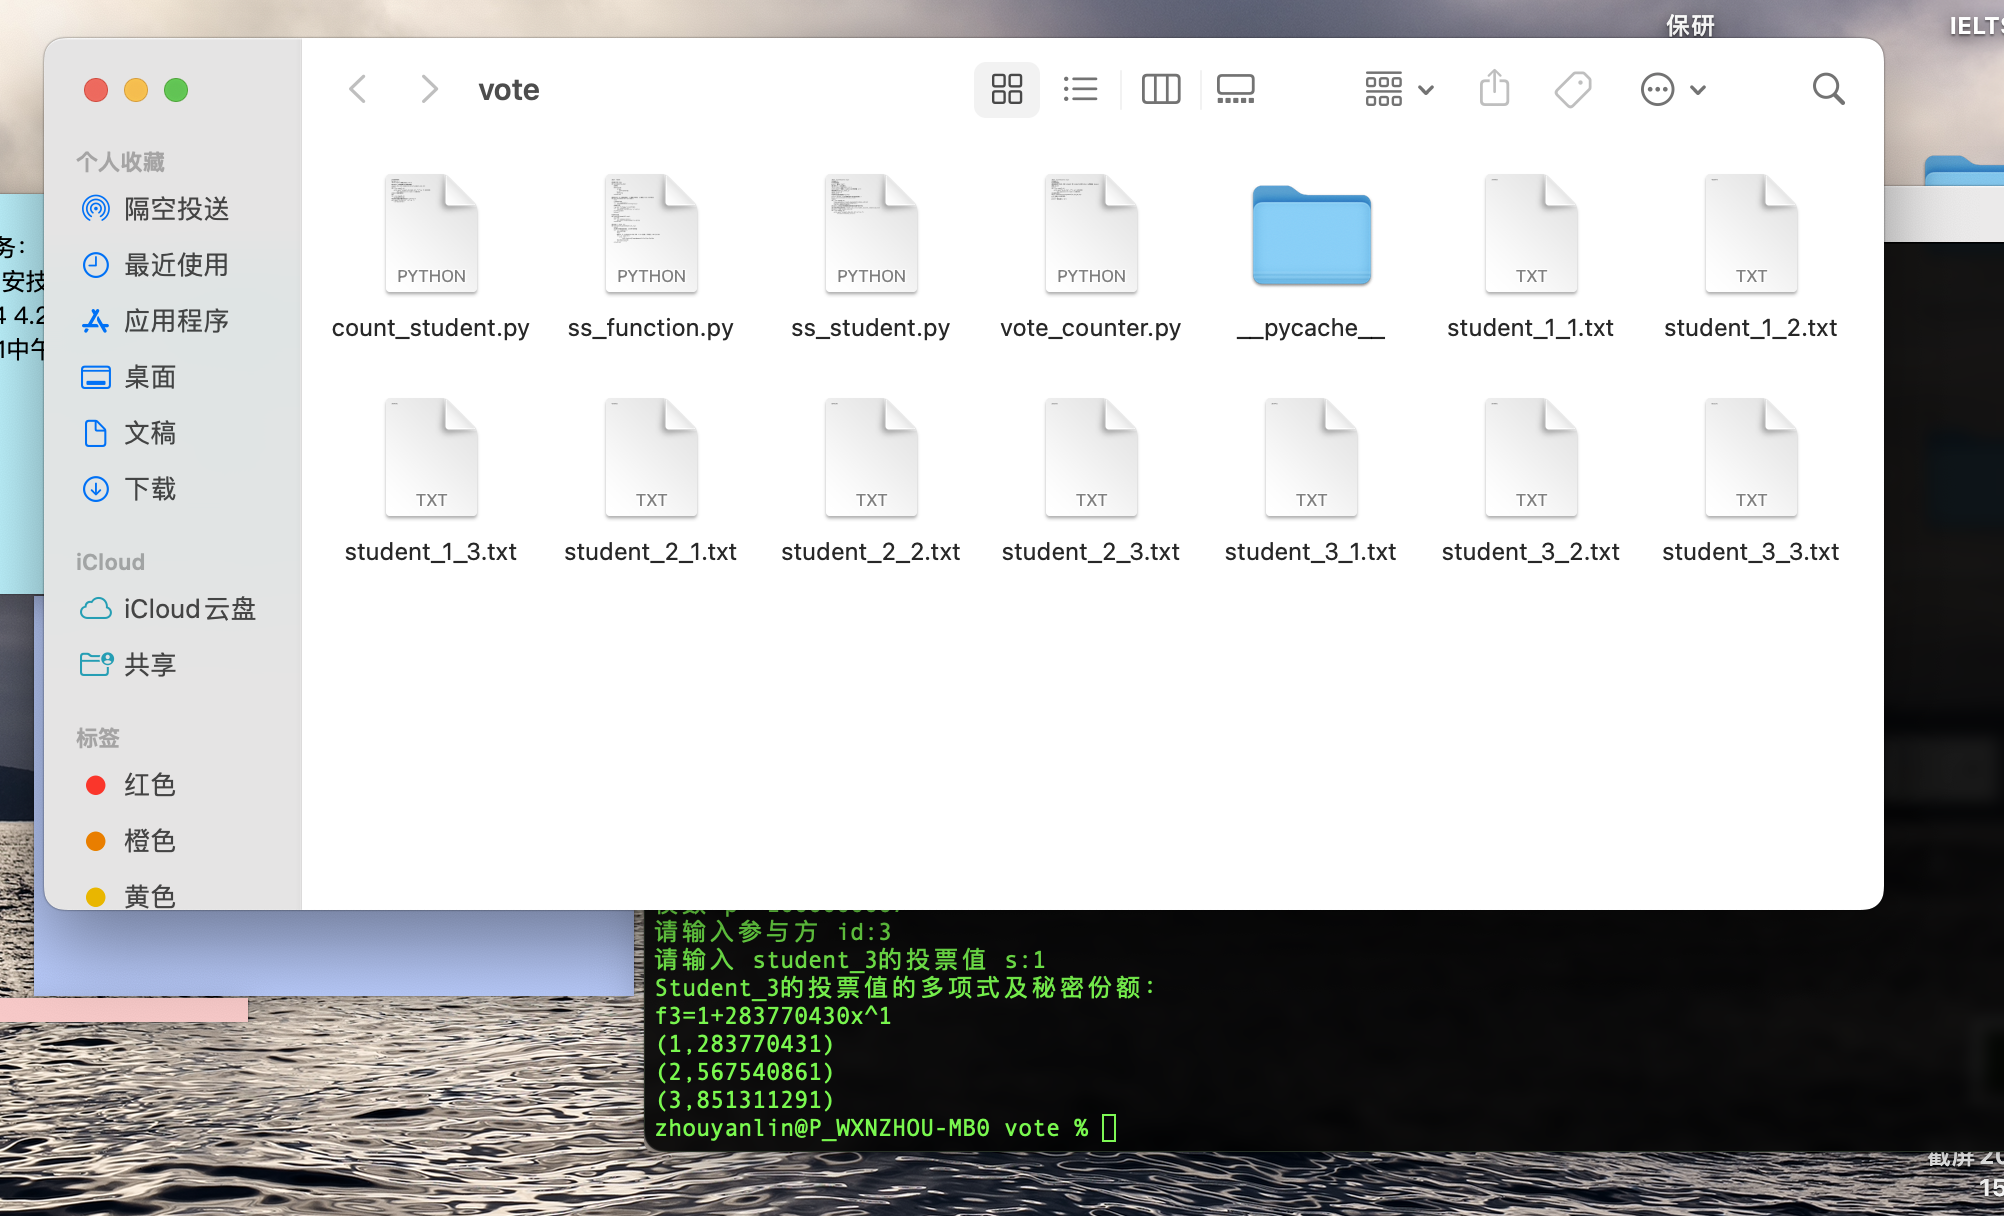 保研
IELTS
vote
个人收藏
隔空投送
最近使用
应用程序
桌面
文稿
下载
iCloud
iCloud云盘
共享
标签
红色
橙色
黄色
务：
安技
4 4.2
1中午
PYTHON
PYTHON
PYTHON
PYTHON
TXT
TXT
count_student.py
ss_function.py
ss_student.py
vote_counter.py
__pycache__
student_1_1.txt
student_1_2.txt
TXT
TXT
TXT
TXT
TXT
TXT
TXT
student_1_3.txt
student_2_1.txt
student_2_2.txt
student_2_3.txt
student_3_1.txt
student_3_2.txt
student_3_3.txt
请输入参与方 id:3
请输入 student_3的投票值 s:1
Student_3的投票值的多项式及秘密份额：
f3=1+283770430x^1
(1,283770431)
(2,567540861)
(3,851311291)
zhouyanlin@P_WXNZHOU-MB0 vote %
截屏 20
15